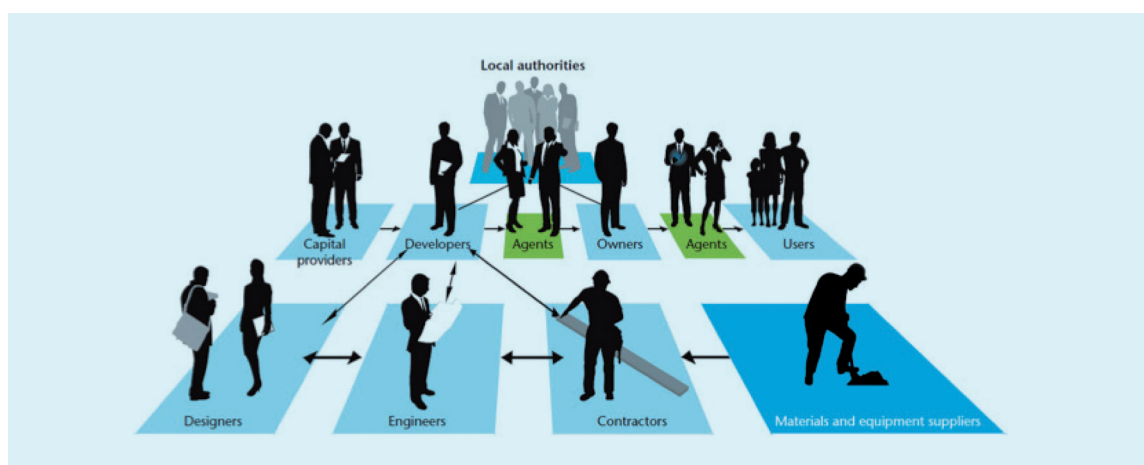 Local authorities
Capital
providers
Developers
Agents
Owners
Agents
Users
Designers
Engineers
Contractors
Materials and equipment suppliers